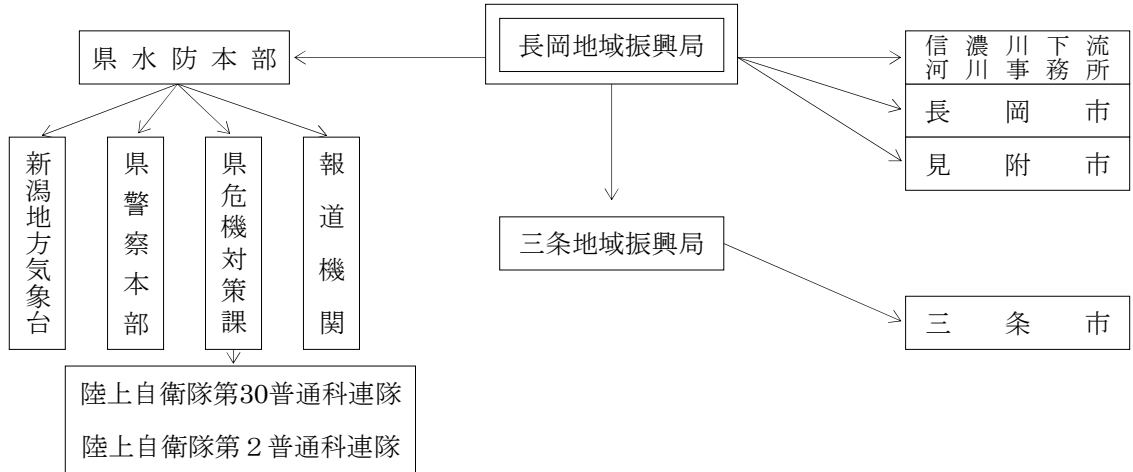 長岡地域振興局
県水防本部
信濃川下流
河川事務所
長岡市
見附市
新潟地方気象台
県警察本部
県危機対策課
報道機関
三条地域振興局
三条市
陸上自衛隊第30普通科連隊
陸上自衛隊第２普通科連隊